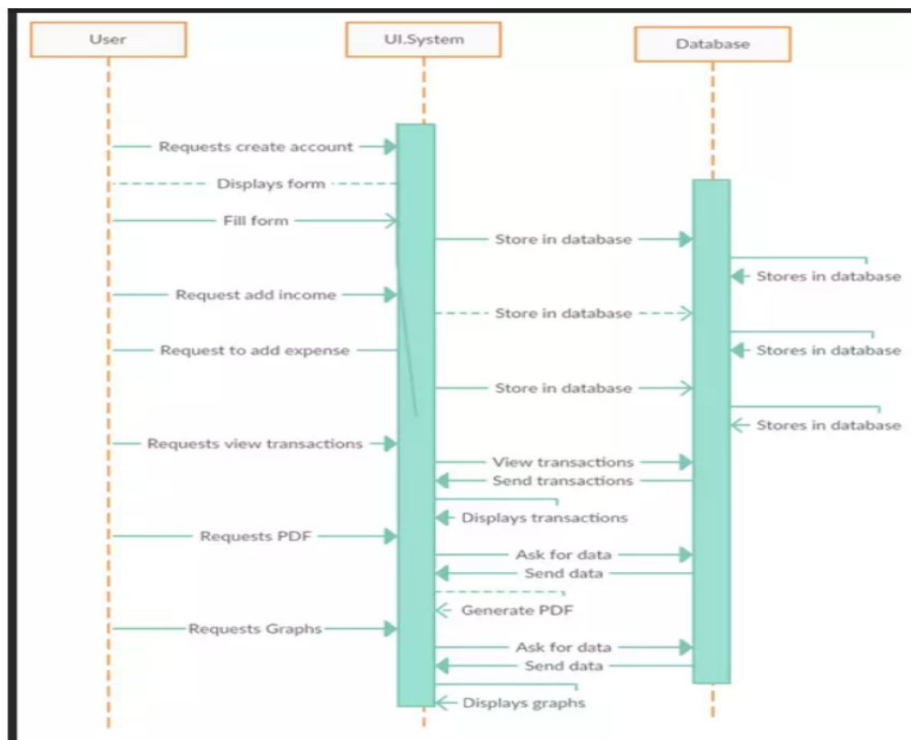 User
UI.System
Database
Requests create account
Displays form
Fill form
Store in database
Stores in database
Request add income
Store in database
Stores in database
Request to add expense
Store in database
Stores in database
Requests view transactions
View transactions
Send transactions
Displays transactions
Requests PDF
Ask for data
Send data
Generate PDF
Requests Graphs
Ask for data
Send data
Displays graphs